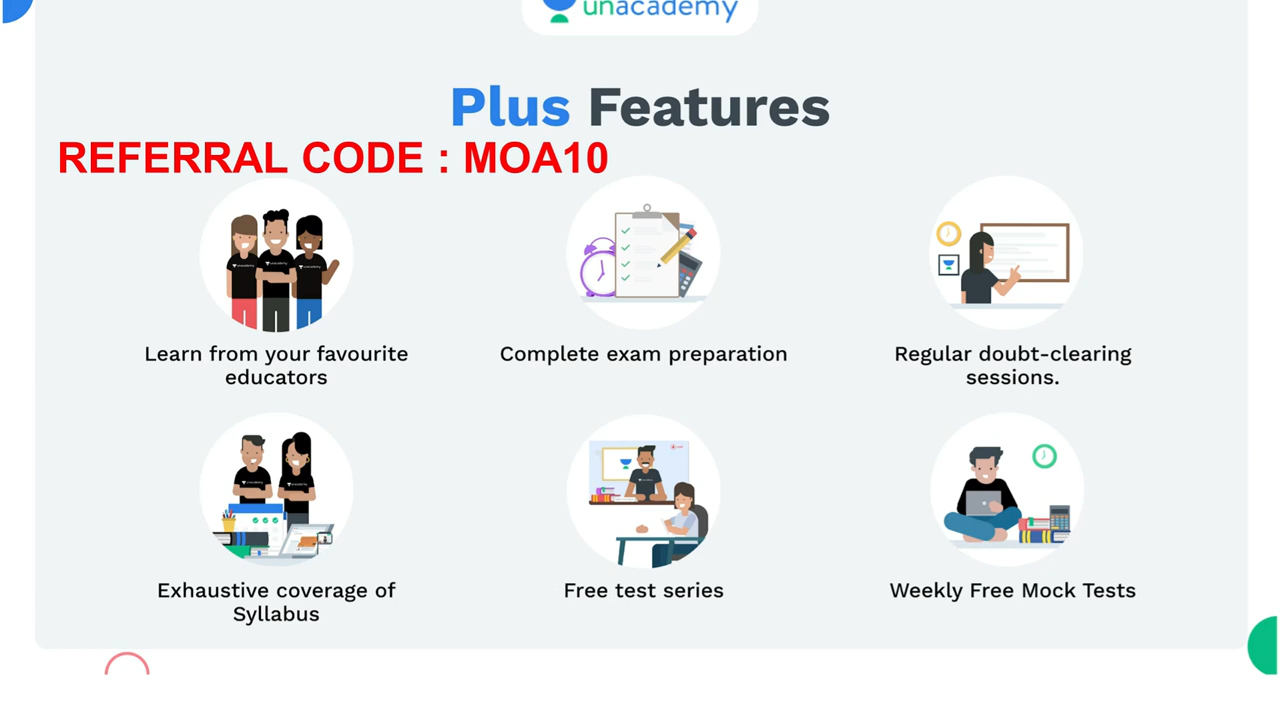 unacademy
Plus Features
REFERRAL CODE : MOA10
Learn from your favourite
educators
Complete exam preparation
Regular doubt-clearing
sessions.
Exhaustive coverage of
Syllabus
Free test series
Weekly Free Mock Tests